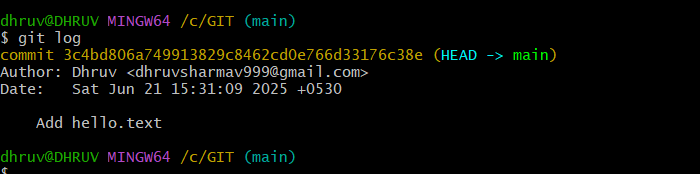 dhruv@DHRUV MINGW64 /c/GIT (main)
$ git log
commit 3c4bd806a749913829c8462cd0e766d33176c38e (HEAD -> main)
Author: Dhruv <dhruvsharmav999@gmail.com>
Date:   Sat Jun 21 15:31:09 2025 +0530
    Add hello.text
dhruv@DHRUV MINGW64 /c/GIT (main)
$